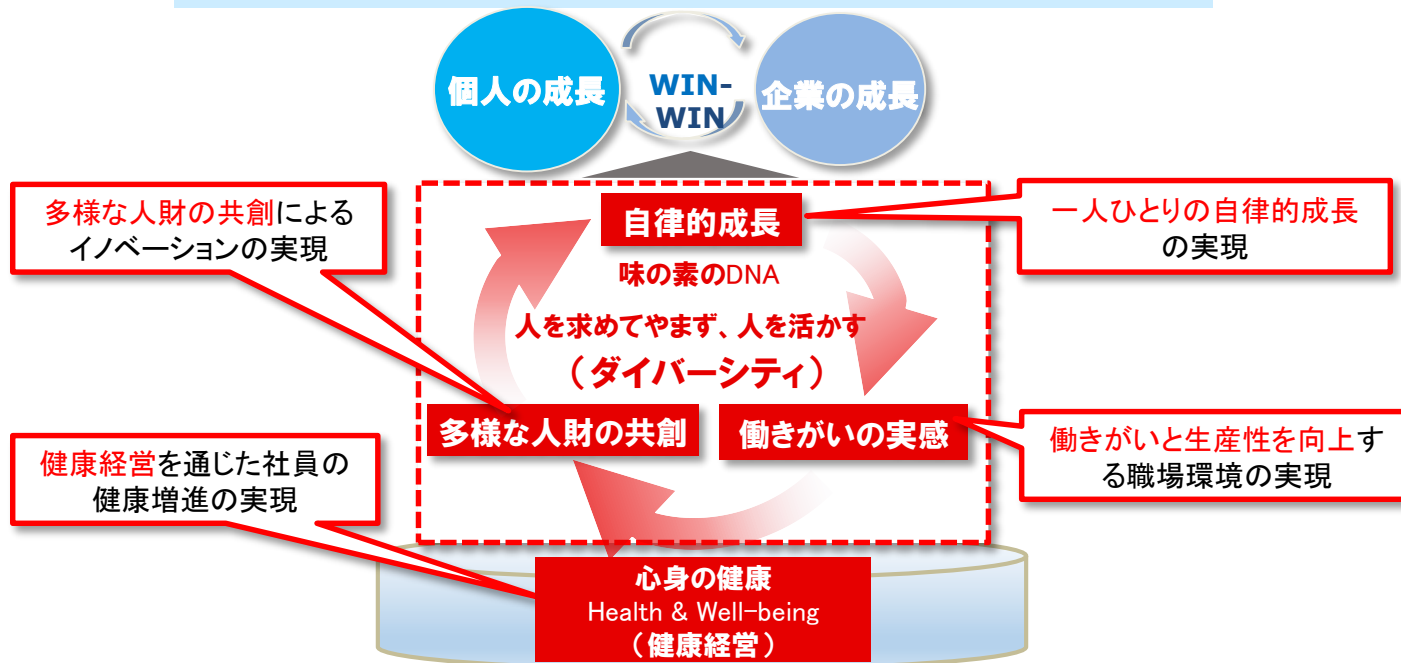 個人の成長
WIN-
WIN
企業の成長
多様な人財の共創による
イノベーションの実現
自律的成長
一人ひとりの自律的成長
の実現
味の素のDNA
人を求めてやまず、人を活かす
（ダイバーシティ）
多様な人財の共創
働きがいの実感
健康経営を通じた社員の
健康増進の実現
働きがいと生産性を向上す
る職場環境の実現
心身の健康
Health & Well-being
（健康経営）